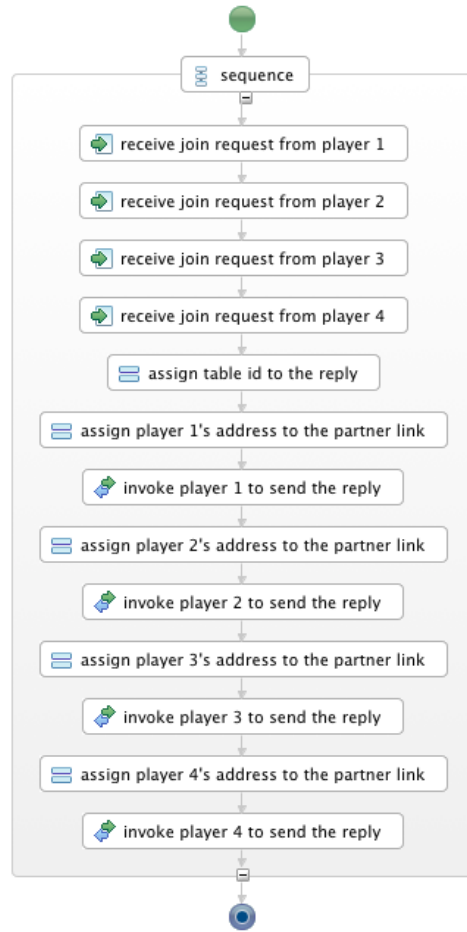 sequence
receive join request from player 1
receive join request from player 2
receive join request from player 3
receive join request from player 4
assign table id to the reply
assign player 1's address to the partner link
invoke player 1 to send the reply
assign player 2's address to the partner link
invoke player 2 to send the reply
assign player 3's address to the partner link
invoke player 3 to send the reply
assign player 4's address to the partner link
invoke player 4 to send the reply